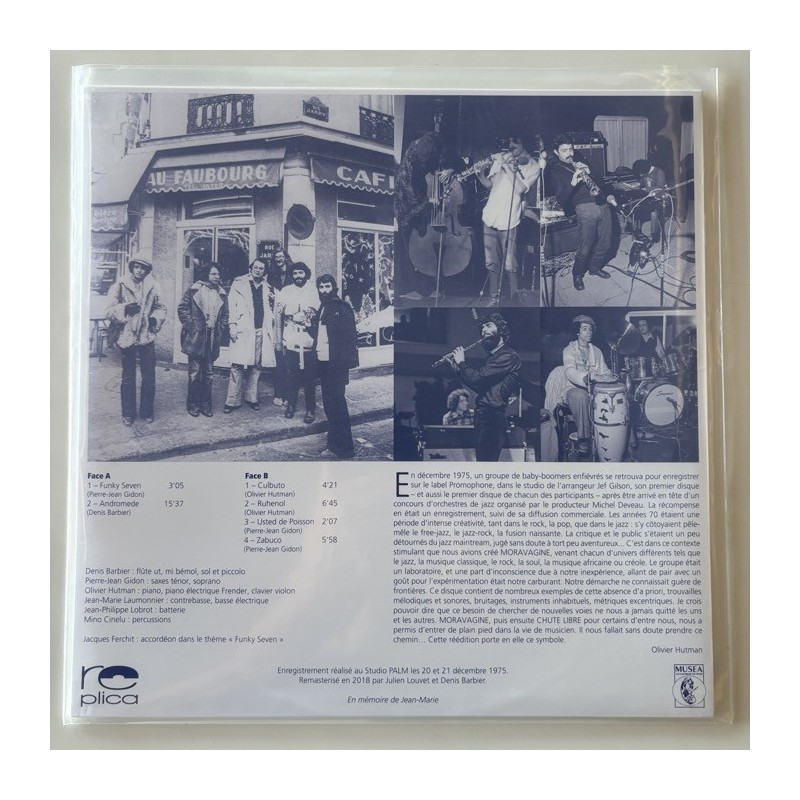 AU FAUBOURG
CAFE
RUE
JARRY
Face A
1 – Funky Seven 3'05
(Pierre-Jean Gidon)
2 – Andromede 15'37
(Denis Barbier)
Face B
1 – Culbuto 4'21
(Olivier Hutman)
2 – Ruhenol 6'45
(Olivier Hutman)
3 – Usted de Poisson 2'07
(Pierre-Jean Gidon)
4 – Zabuco 5'58
(Pierre-Jean Gidon)
Denis Barbier : flûte ut, mi bémol, sol et piccolo
Pierre-Jean Gidon : saxes ténor, soprano
Olivier Hutman : piano, piano électrique Frender, clavier violon
Jean-Marie Laumonnier : contrebasse, basse électrique
Jean-Philippe Lobrot : batterie
Mino Cinelu : percussions
Jacques Ferchit : accordéon dans le thème « Funky Seven »
En décembre 1975, un groupe de baby-boomers enfiévrés se retrouva pour enregistrer
sur le label Promophone, dans le studio de l'arrangeur Jef Gilson, son premier disque
– et aussi le premier disque de chacun des participants – après être arrivé en tête d'un
concours d'orchestres de jazz organisé par le producteur Michel Deveau. La récompense
en était un enregistrement, suivi de sa diffusion commerciale. Les années 70 étaient une
période d'intense créativité, tant dans le rock, la pop, que dans le jazz : s'y côtoyaient pêle-
mêle le free-jazz, le jazz-rock, la fusion naissante. La critique et le public s'étaient un peu
détournés du jazz mainstream, jugé sans doute à tort peu aventureux... C'est dans ce contexte
stimulant que nous avions créé MORAVAGINE, venant chacun d'univers différents tels que
le jazz, la musique classique, le rock, la soul, la musique africaine ou créole. Le groupe était
un laboratoire, et une part d'inconscience due à notre inexpérience, allant de pair avec un
goût pour l'expérimentation était notre carburant. Notre démarche ne connaissait guère de
frontières. Ce disque contient de nombreux exemples de cette absence d'a priori, trouvailles
mélodiques et sonores, bruitages, instruments inhabituels, métriques excentriques. Je crois
pouvoir dire que ce besoin de chercher de nouvelles voies ne nous a jamais quitté les uns
et les autres. MORAVAGINE, puis ensuite CHUTE LIBRE pour certains d'entre nous, nous a
permis d'entrer de plain pied dans la vie de musicien. Il nous fallait sans doute prendre ce
chemin... Cette réédition porte en elle ce symbole.
Olivier Hutman
re
plica
Enregistrement réalisé au Studio PALM les 20 et 21 décembre 1975.
Remasterisé en 2018 par Julien Louvet et Denis Barbier.
En mémoire de Jean-Marie
MUSEA